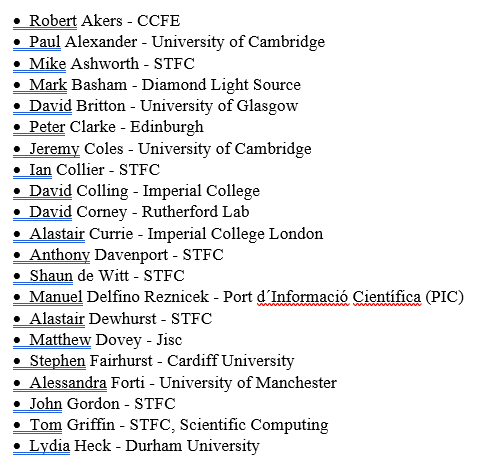 • Robert Akers - CCFE
• Paul Alexander - University of Cambridge
• Mike Ashworth - STFC
• Mark Basham - Diamond Light Source
• David Britton - University of Glasgow
• Peter Clarke - Edinburgh
• Jeremy Coles - University of Cambridge
• Ian Collier - STFC
• David Colling - Imperial College
• David Corney - Rutherford Lab
• Alastair Currie - Imperial College London
• Anthony Davenport - STFC
• Shaun de Witt - STFC
• Manuel Delfino Reznicek - Port d´Informació Científica (PIC)
• Alastair Dewhurst - STFC
• Matthew Dovey - Jisc
• Stephen Fairhurst - Cardiff University
• Alessandra Forti - University of Manchester
• John Gordon - STFC
• Tom Griffin - STFC, Scientific Computing
• Lydia Heck - Durham University